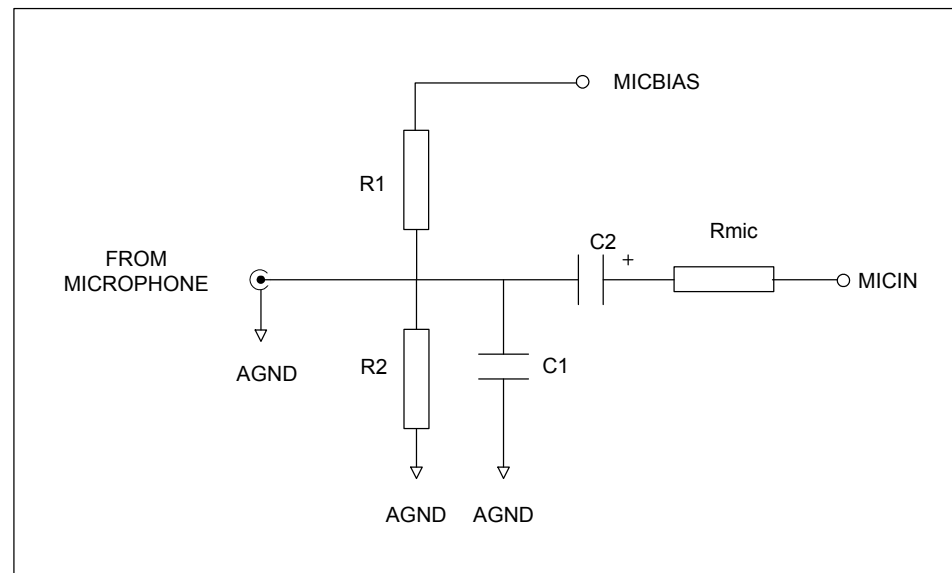 MICBIAS
R1
Rmic
C2
+
FROM
MICROPHONE
MICIN
AGND
R2
C1
AGND
AGND